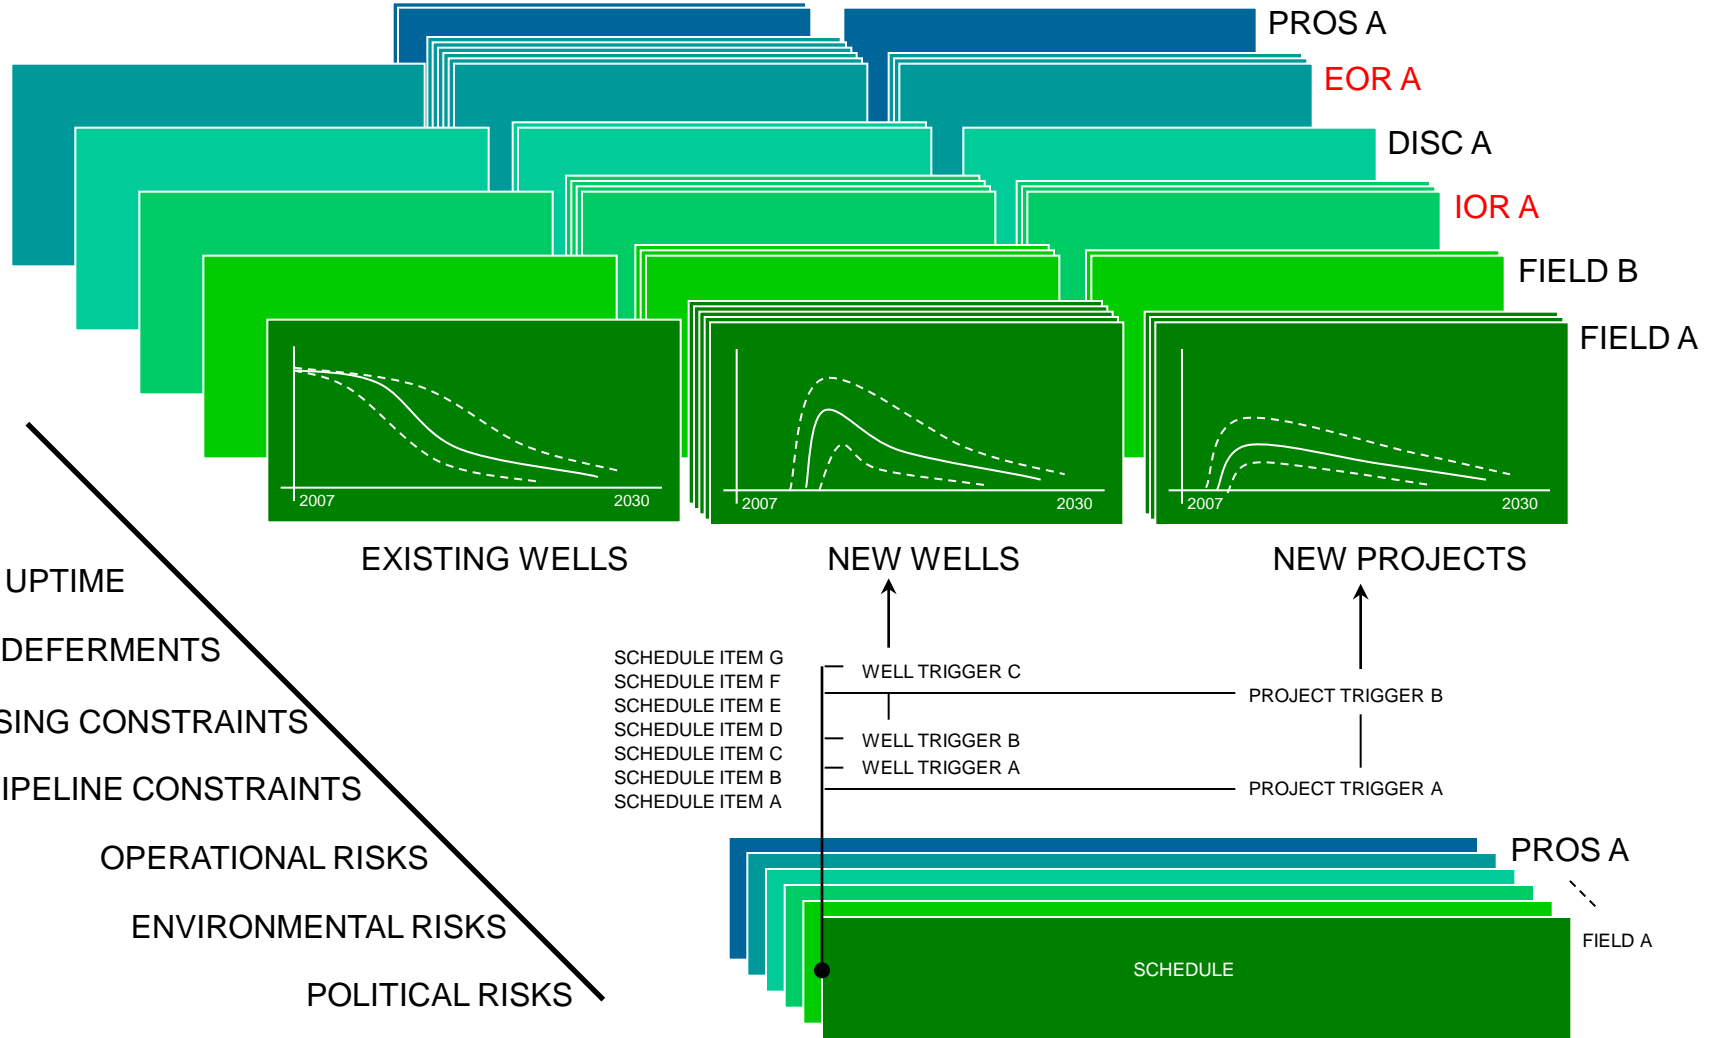 PROS A
EOR A
DISC A
IOR A
FIELD B
FIELD A
2007 2030
2007 2030
2007 2030
EXISTING WELLS NEW WELLS NEW PROJECTS
UPTIME
DEFERMENTS
SING CONSTRAINTS
IPELINE CONSTRAINTS
OPERATIONAL RISKS
ENVIRONMENTAL RISKS
POLITICAL RISKS
SCHEDULE ITEM G
SCHEDULE ITEM F
SCHEDULE ITEM E
SCHEDULE ITEM D
SCHEDULE ITEM C
SCHEDULE ITEM B
SCHEDULE ITEM A
WELL TRIGGER C
WELL TRIGGER B
WELL TRIGGER A
PROJECT TRIGGER B
PROJECT TRIGGER A
PROS A
FIELD A
SCHEDULE